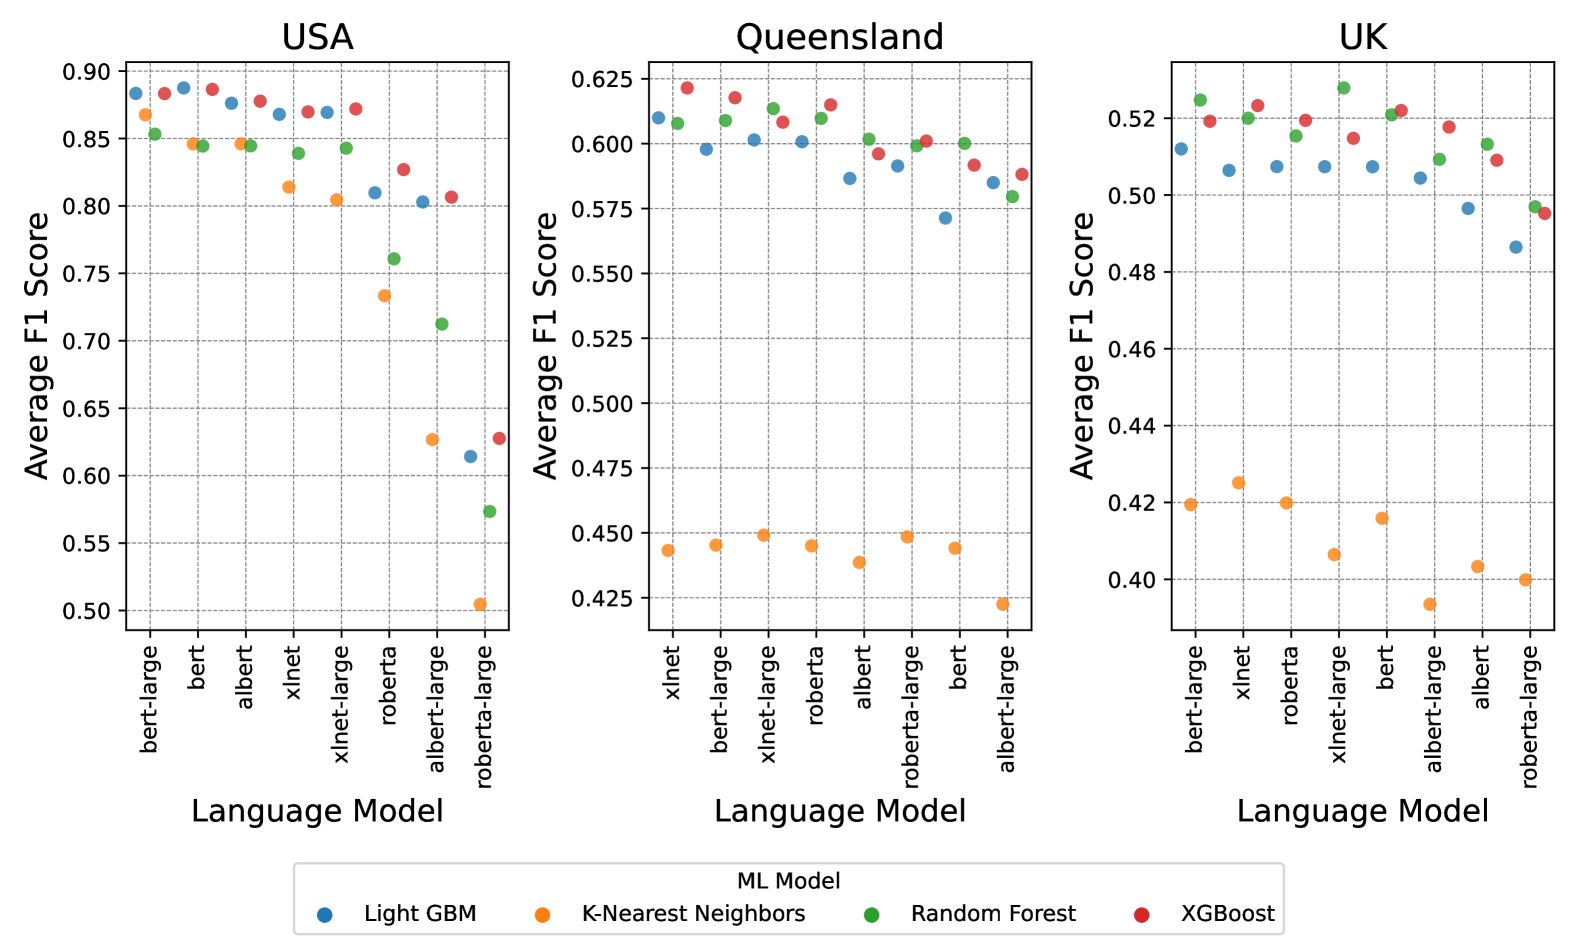 USA
Average F1 Score
0.90
0.85
0.80
0.75
0.70
0.65
0.60
0.55
0.50
bert-large
bert
albert
xlnet
xlnet-large
roberta
albert-large
roberta-large
Language Model
Queensland
Average F1 Score
0.625
0.600
0.575
0.550
0.525
0.500
0.475
0.450
0.425
xlnet
bert-large
xlnet-large
roberta
albert
roberta-large
bert
albert-large
Language Model
UK
Average F1 Score
0.52
0.50
0.48
0.46
0.44
0.42
0.40
bert-large
xlnet
roberta
xlnet-large
bert
albert-large
albert
roberta-large
Language Model
ML Model
Light GBM K-Nearest Neighbors Random Forest XGBoost